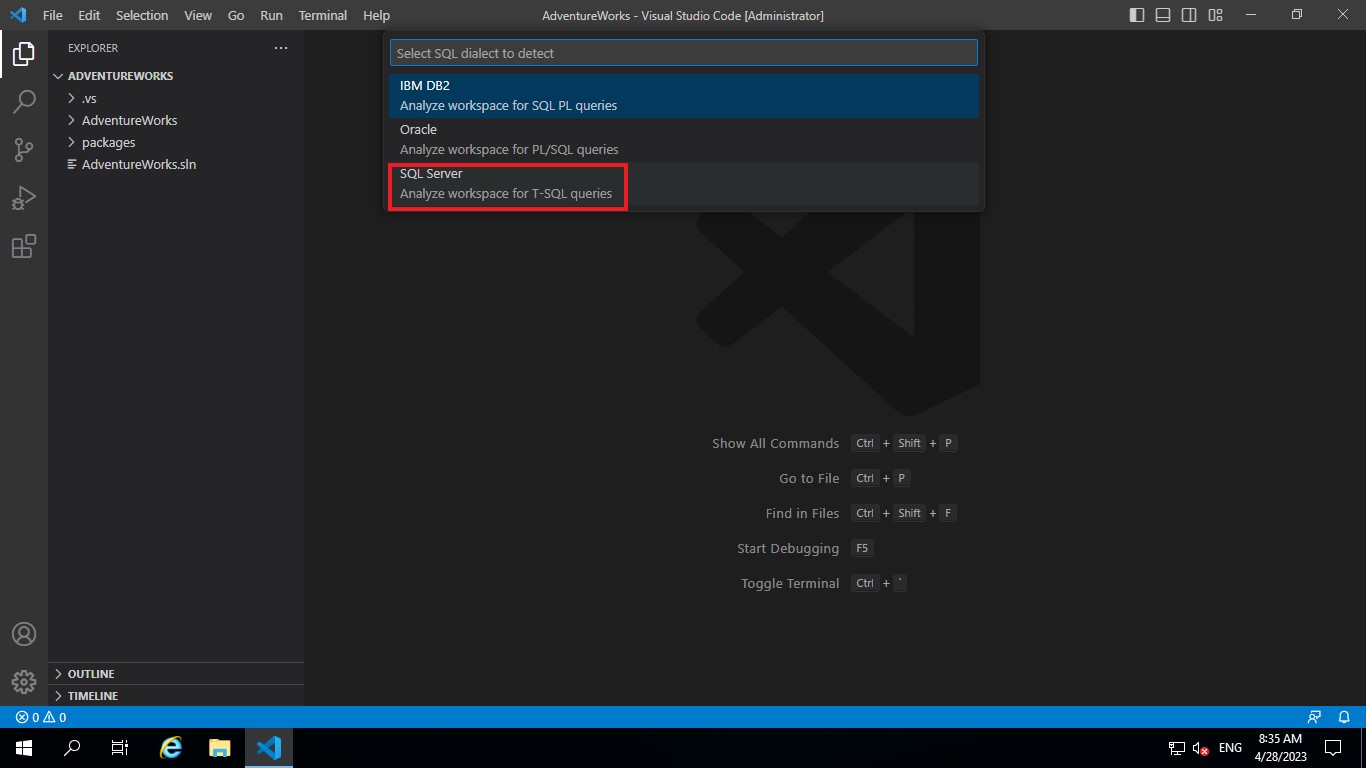 File Edit Selection View Go Run Terminal Help
AdventureWorks - Visual Studio Code [Administrator]
EXPLORER
ADVENTUREWORKS
.vs
AdventureWorks
packages
AdventureWorks.sln
Select SQL dialect to detect
IBM DB2
Analyze workspace for SQL PL queries
Oracle
Analyze workspace for PL/SQL queries
SQL Server
Analyze workspace for T-SQL queries
Show All Commands Ctrl + Shift + P
Go to File Ctrl + P
Find in Files Ctrl + Shift + F
Start Debugging F5
Toggle Terminal Ctrl + `
OUTLINE
TIMELINE
0 0
ENG
8:35 AM
4/28/2023